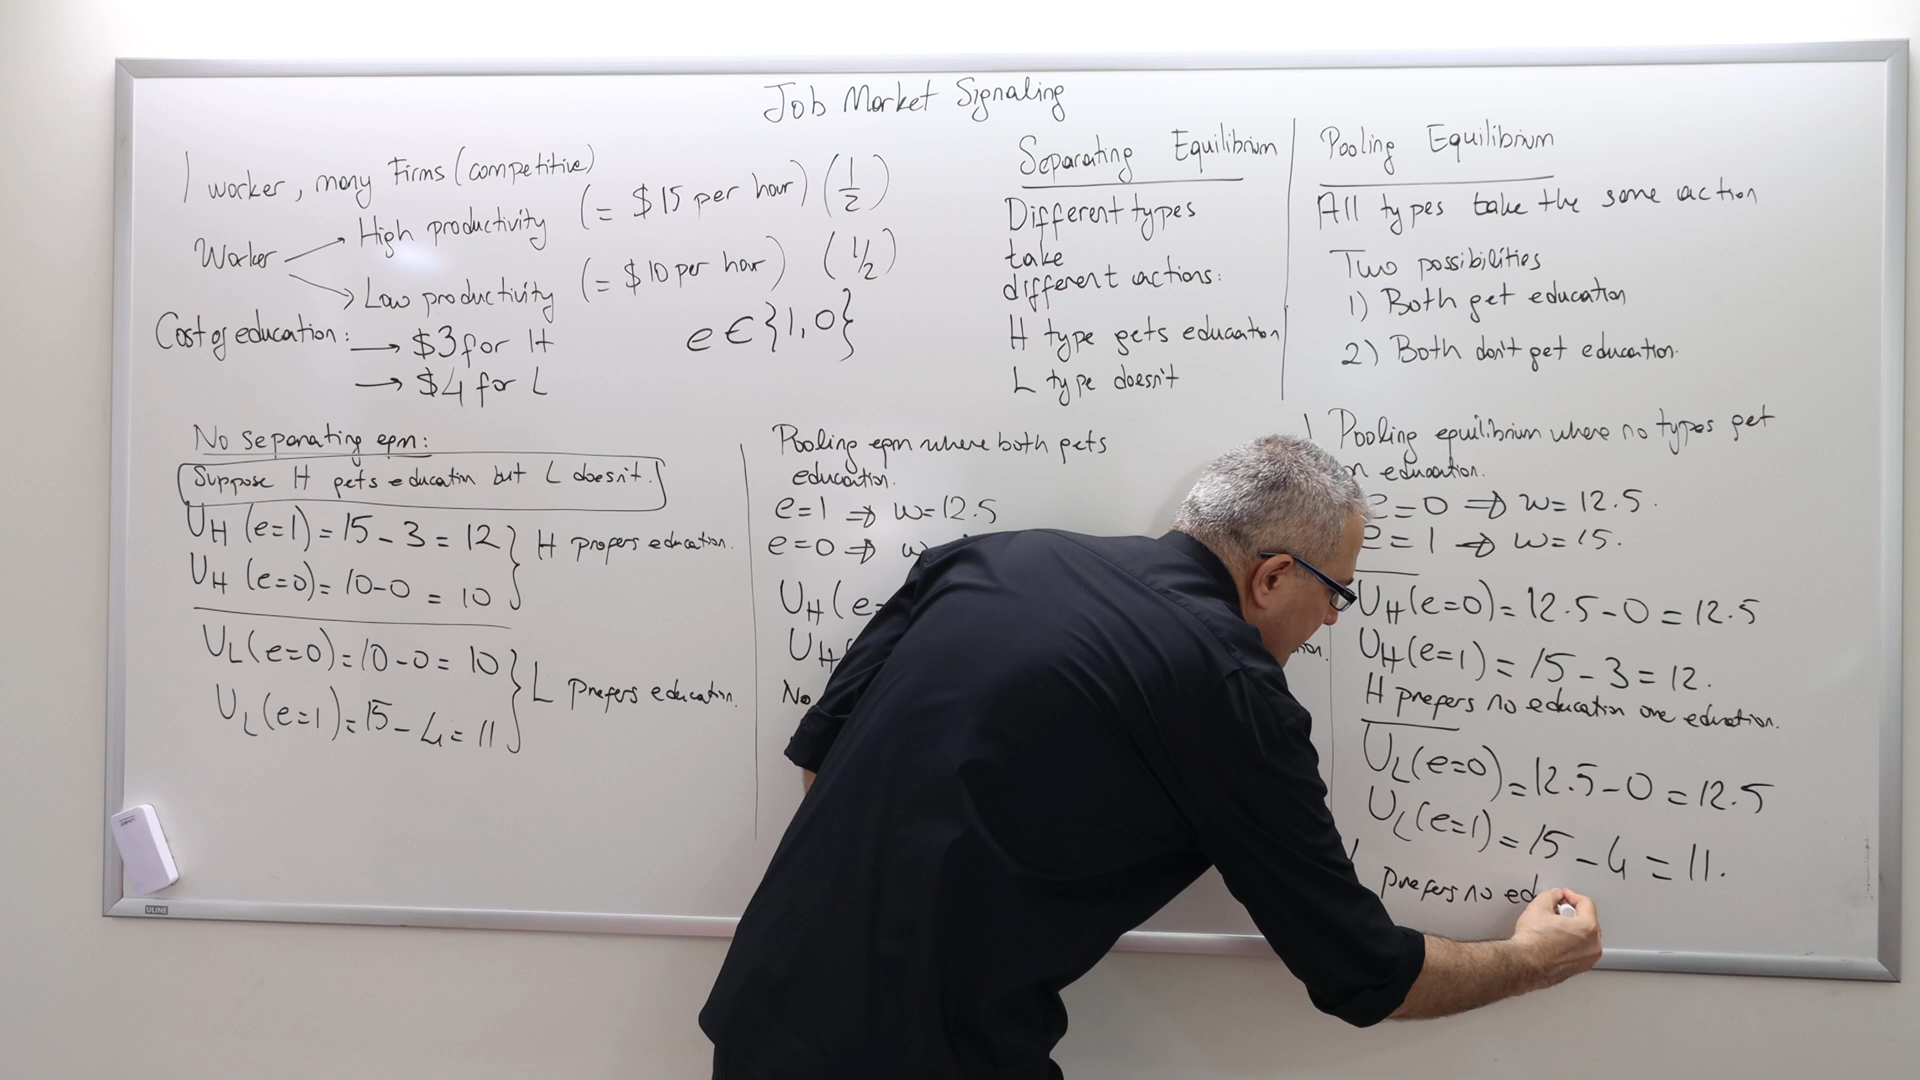 Job Market Signaling
1 worker, many Firms (competitive)
Worker
High productivity (= $15 per hour) (1/2)
Low productivity (= $10 per hour) (1/2)
Cost of education: → $3 for H
→ $4 for L
e ∈ {1,0}
Separating Equilibrium
Different types
take
different actions:
H type gets education
L type doesn't
Pooling Equilibrium
All types take the same action
Two possibilities
1) Both get education
2) Both don't get education.
No separating eqm:
Suppose H gets education but L doesn't.
U_H (e=1) = 15 - 3 = 12
U_H (e=0) = 10-0 = 10
H prefers education.
U_L (e=0) = 10-0 = 10
U_L (e=1) = 15 - 4 = 11
L prefers education.
Pooling eqm where both gets
education.
e=1 ⇒ w=12.5
e=0 ⇒ w
U_H (e
U_H
No
Pooling equilibrium where no types get
education.
e=0 ⇒ w= 12.5.
e=1 ⇒ w=15.
U_H (e=0) = 12.5 - 0 = 12.5
U_H (e=1) = 15 - 3 = 12.
H prefers no education over education.
U_L (e=0) = 12.5 - 0 = 12.5
U_L (e=1) = 15 - 4 = 11.
prefers no ed
ULINE